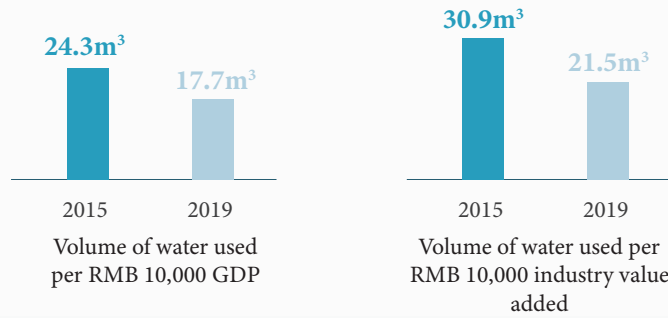 24.3m³
17.7m³
2015
2019
Volume of water used
per RMB 10,000 GDP
30.9m³
21.5m³
2015
2019
Volume of water used per
RMB 10,000 industry value
added